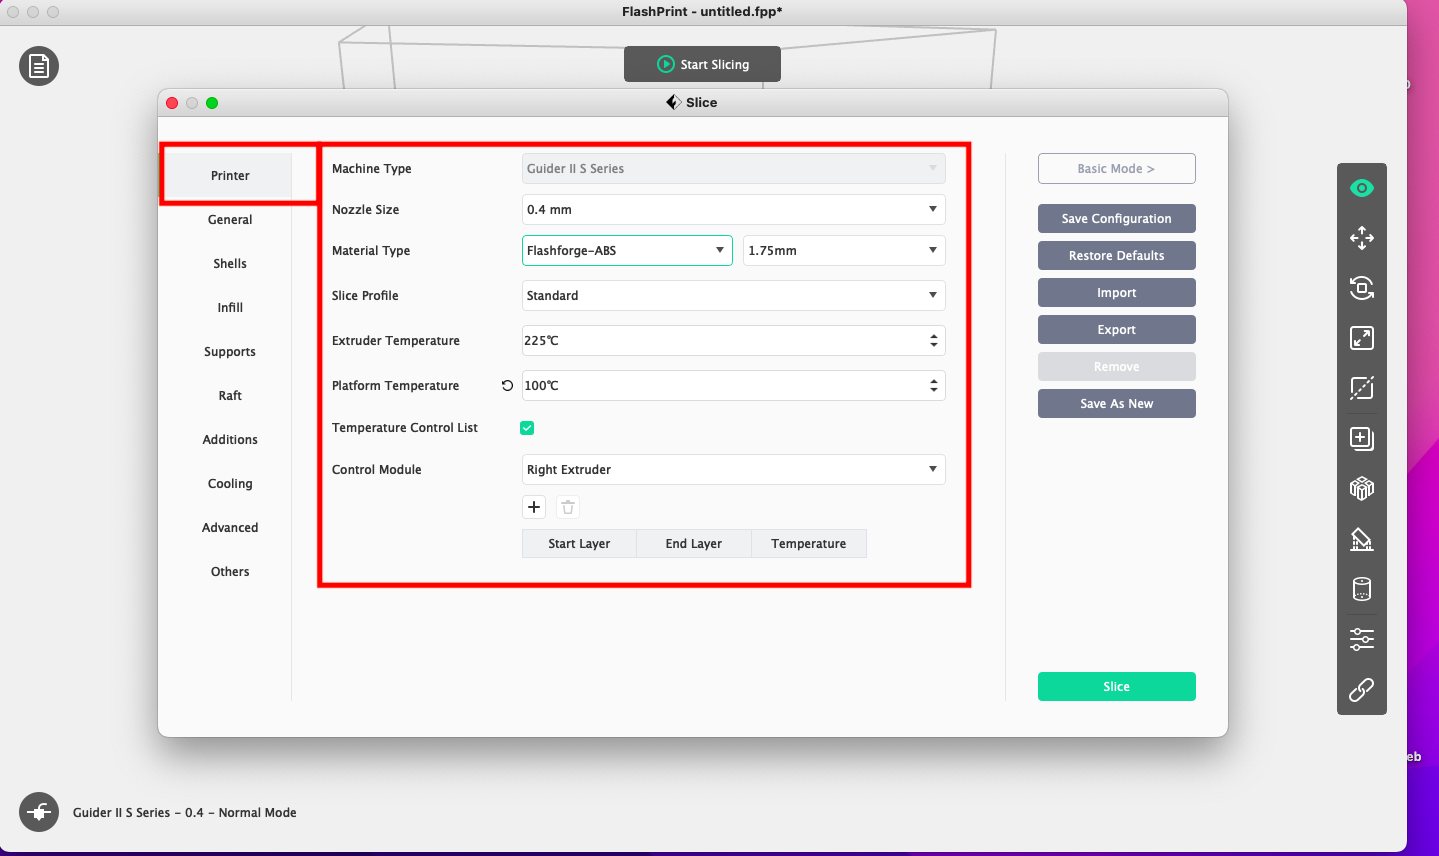 FlashPrint - untitled.fpp*
Start Slicing
Slice
Printer
General
Shells
Infill
Supports
Raft
Additions
Cooling
Advanced
Others
Machine Type Guider II S Series
Nozzle Size 0.4 mm
Material Type Flashforge-ABS 1.75mm
Slice Profile Standard
Extruder Temperature 225℃
Platform Temperature 100℃
Temperature Control List
Control Module Right Extruder
Start Layer End Layer Temperature
Basic Mode >
Save Configuration
Restore Defaults
Import
Export
Remove
Save As New
Slice
eb
Guider II S Series - 0.4 - Normal Mode